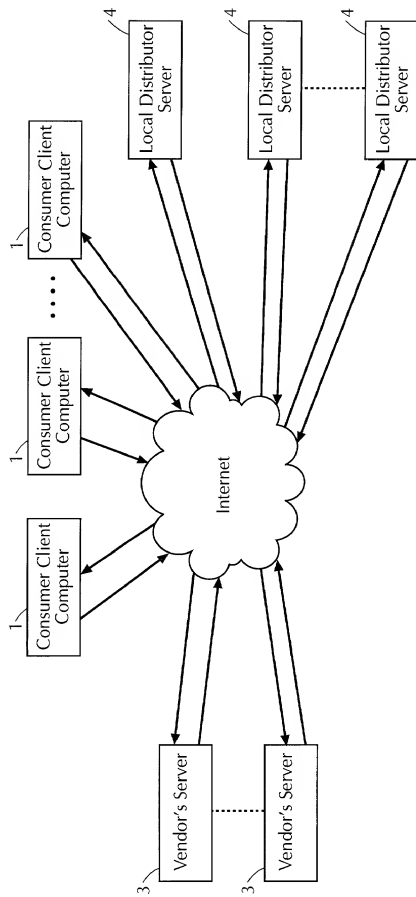 1
Consumer Client
Computer
1
Consumer Client
Computer
1
Consumer Client
Computer
4
Local Distributor
Server
4
Local Distributor
Server
4
Local Distributor
Server
Internet
3
Vendor's Server
3
Vendor's Server